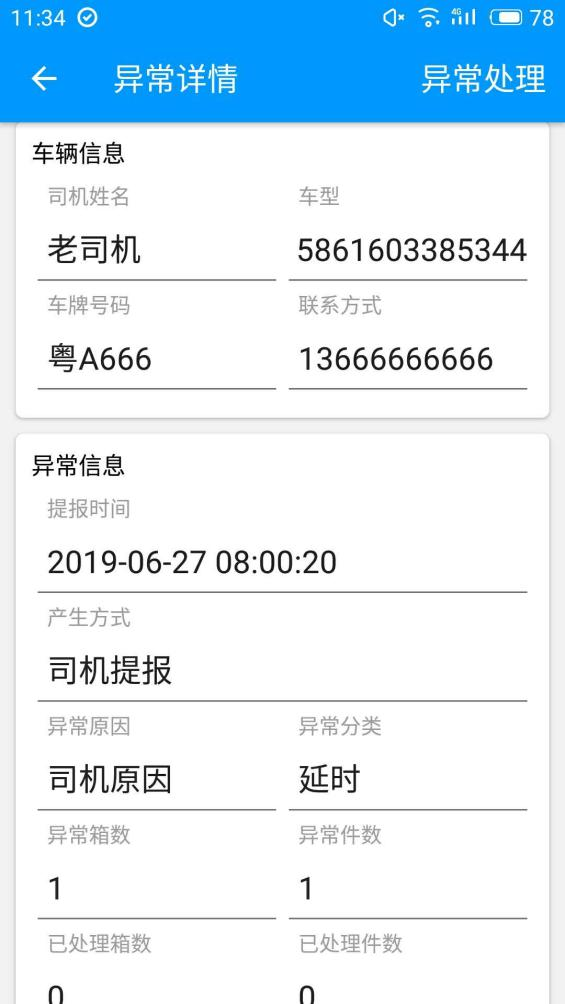 11:34 4G 78
异常详情 异常处理
车辆信息
司机姓名 车型
老司机 5861603385344
车牌号码 联系方式
粤A666 13666666666
异常信息
提报时间
2019-06-27 08:00:20
产生方式
司机提报
异常原因 异常分类
司机原因 延时
异常箱数 异常件数
1 1
已处理箱数 已处理件数
0 0